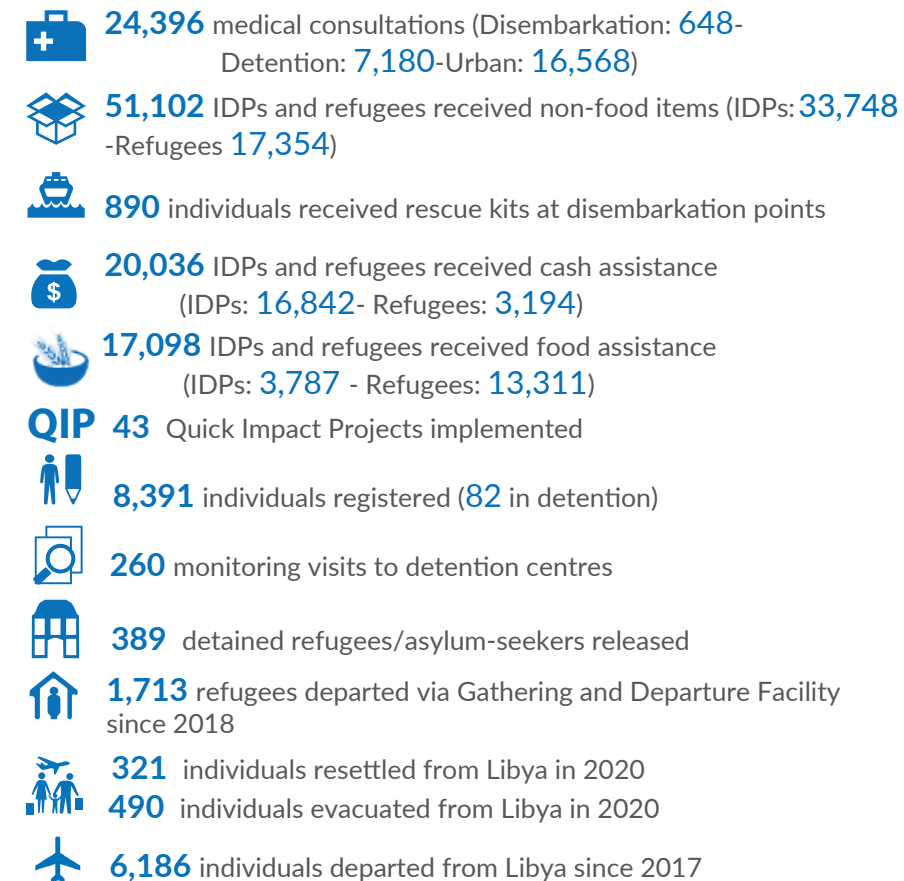 24,396 medical consultations (Disembarkation: 648-
Detention: 7,180-Urban: 16,568)
51,102 IDPs and refugees received non-food items (IDPs: 33,748
-Refugees 17,354)
890 individuals received rescue kits at disembarkation points
20,036 IDPs and refugees received cash assistance
$
(IDPs: 16,842- Refugees: 3,194)
17,098 IDPs and refugees received food assistance
(IDPs: 3,787 - Refugees: 13,311)
QIP 43 Quick Impact Projects implemented
8,391 individuals registered (82 in detention)
260 monitoring visits to detention centres
389 detained refugees/asylum-seekers released
1,713 refugees departed via Gathering and Departure Facility
since 2018
321 individuals resettled from Libya in 2020
490 individuals evacuated from Libya in 2020
6,186 individuals departed from Libya since 2017